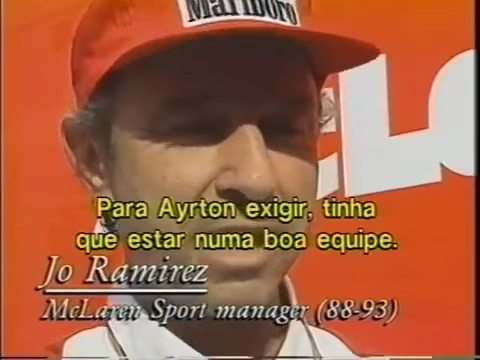 Marlboro
Para Ayrton exigir, tinha
que estar numa boa equipe.
Jo Ramirez
McLaren Sport manager (88-93)